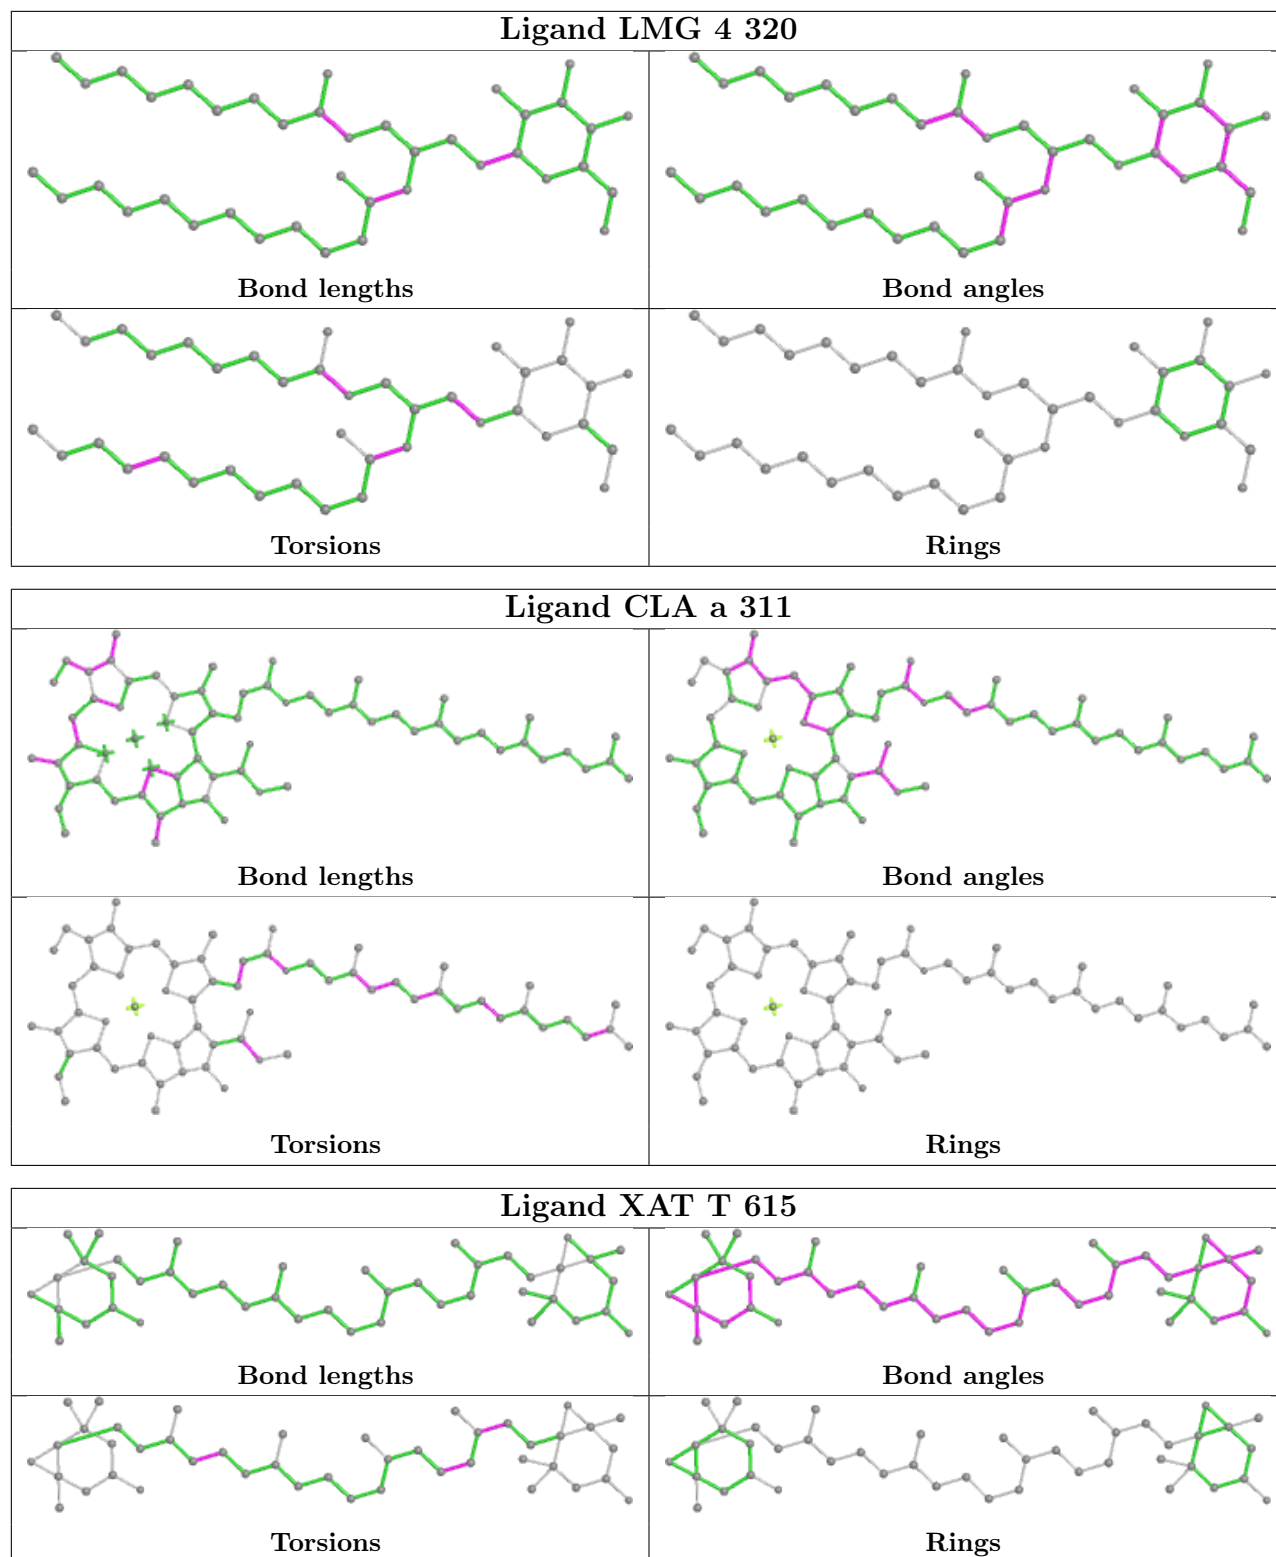 Ligand LMG 4 320
Bond lengths
Bond angles
Torsions
Rings
Ligand CLA a 311
Bond lengths
Bond angles
Torsions
Rings
Ligand XAT T 615
Bond lengths
Bond angles
Torsions
Rings